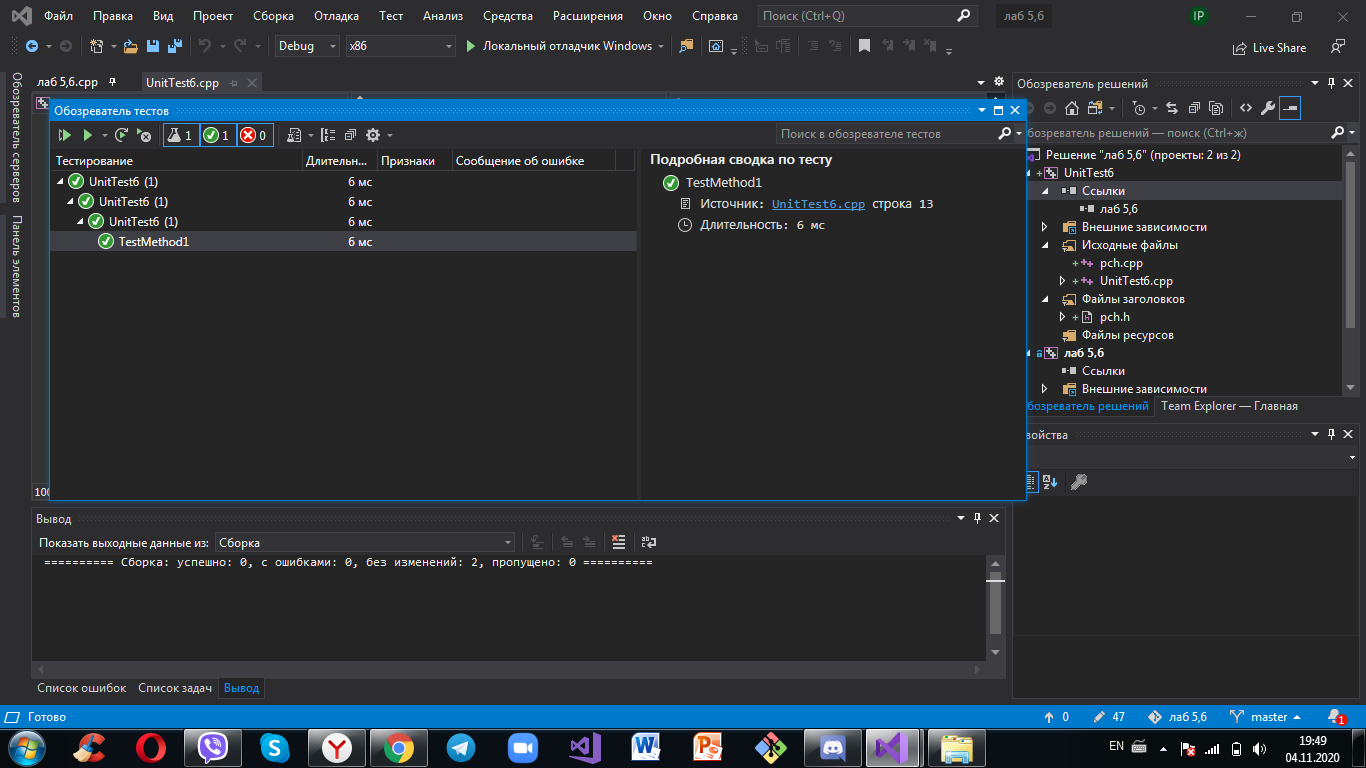 Файл Правка Вид Проект Сборка Отладка Тест Анализ Средства Расширения Окно Справка Поиск (Ctrl+Q) лаб 5,6 IP
Debug x86 Локальный отладчик Windows Live Share
Обозреватель серверов
Панель элементов
лаб 5,6.cpp UnitTest6.cpp
Обозреватель тестов
1 1 0 Поиск в обозревателе тестов
Тестирование Длительн... Признаки Сообщение об ошибке
UnitTest6 (1) 6 мс
UnitTest6 (1) 6 мс
UnitTest6 (1) 6 мс
TestMethod1 6 мс
Подробная сводка по тесту
TestMethod1
Источник: UnitTest6.cpp строка 13
Длительность: 6 мс
Обозреватель решений
бозреватель решений — поиск (Ctrl+ж)
Решение "лаб 5,6" (проекты: 2 из 2)
UnitTest6
Ссылки
лаб 5,6
Внешние зависимости
Исходные файлы
pch.cpp
UnitTest6.cpp
Файлы заголовков
pch.h
Файлы ресурсов
лаб 5,6
Ссылки
Внешние зависимости
бозреватель решений Team Explorer — Главная
войства
100
Вывод
Показать выходные данные из: Сборка
========== Сборка: успешно: 0, с ошибками: 0, без изменений: 2, пропущено: 0 ==========
Список ошибок Список задач Вывод
Готово 0 47 лаб 5,6 master 1
EN 19:49
04.11.2020